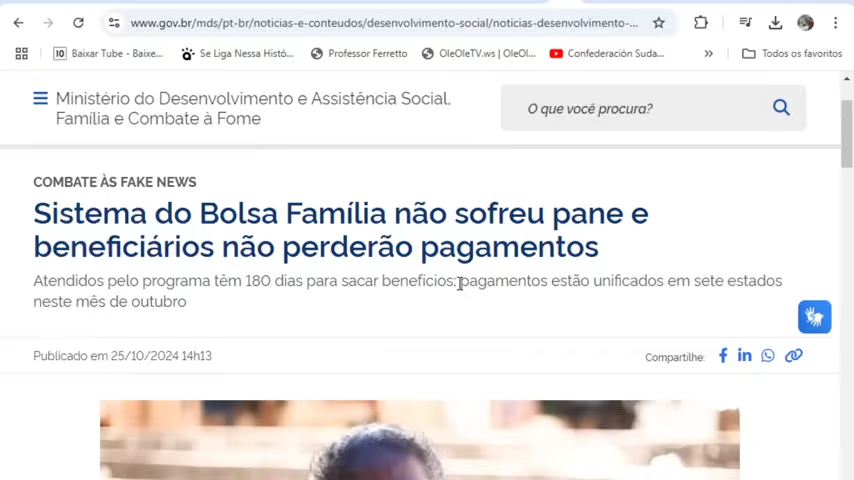 www.gov.br/mds/pt-br/noticias-e-conteudos/desenvolvimento-social/noticias-desenvolvimento-...
10 Baixar Tube - Baixe... Se Liga Nessa Histó... Professor Ferretto OleOleTV.ws | OleOl... Confederación Suda... » Todos os favoritos
Ministério do Desenvolvimento e Assistência Social,
Família e Combate à Fome
O que você procura?
COMBATE ÀS FAKE NEWS
Sistema do Bolsa Família não sofreu pane e
beneficiários não perderão pagamentos
Atendidos pelo programa têm 180 dias para sacar benefícios; pagamentos estão unificados em sete estados
neste mês de outubro
Publicado em 25/10/2024 14h13
Compartilhe: